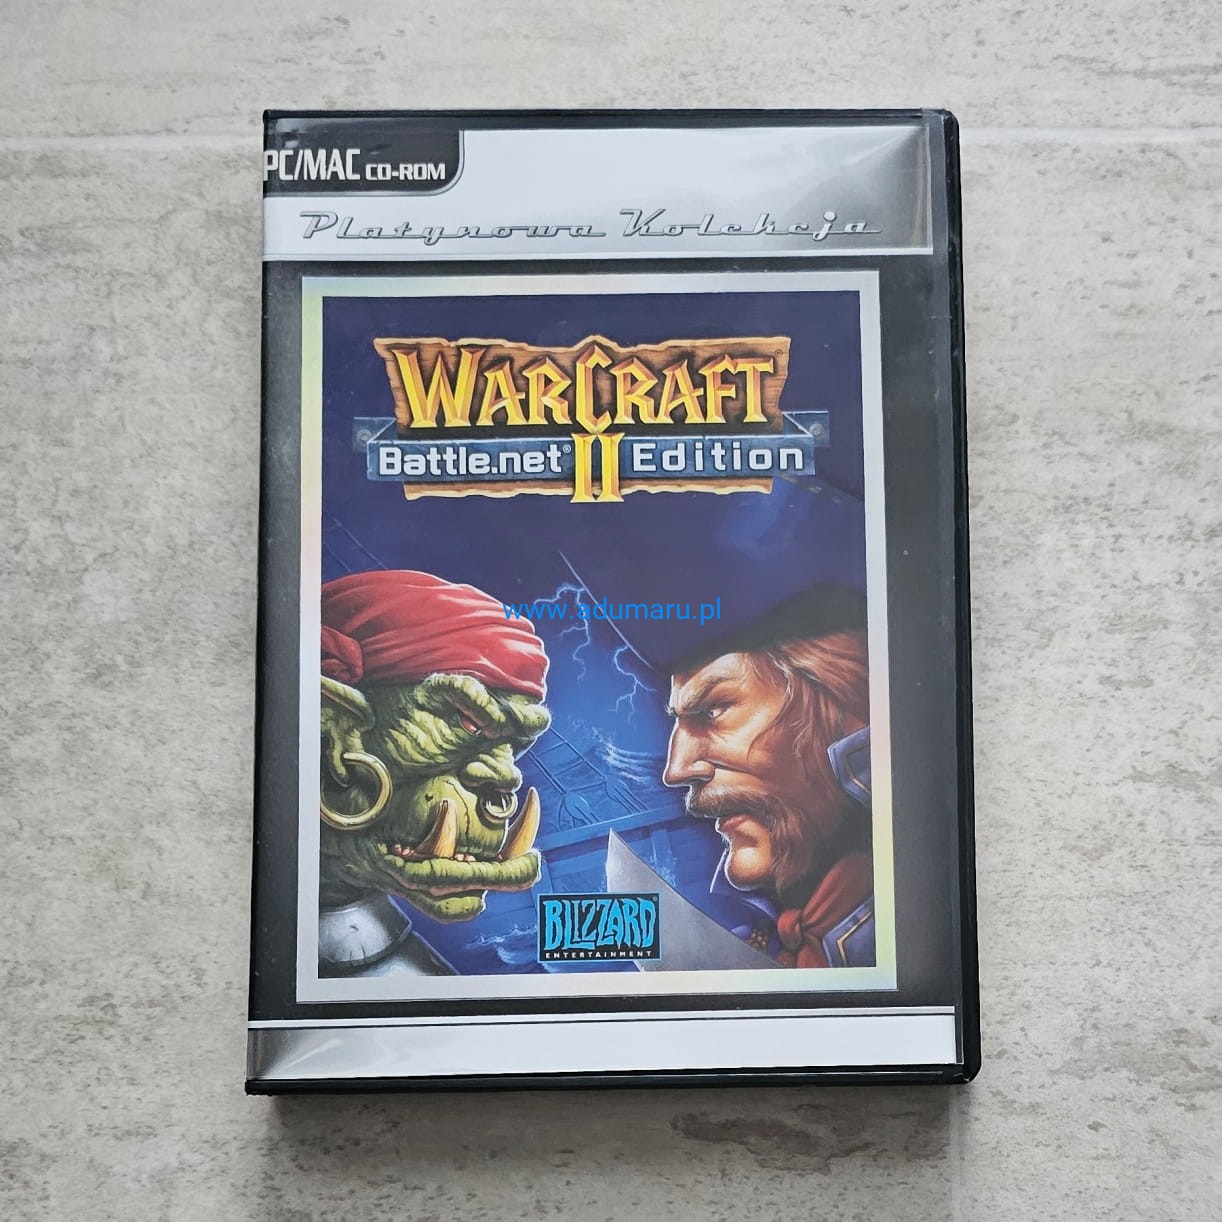 PC/MAC CD-ROM
Platynowa Kolekcja
WARCRAFT®
II
Battle.net® Edition
www.adumaru.pl
BLIZZARD®
ENTERTAINMENT